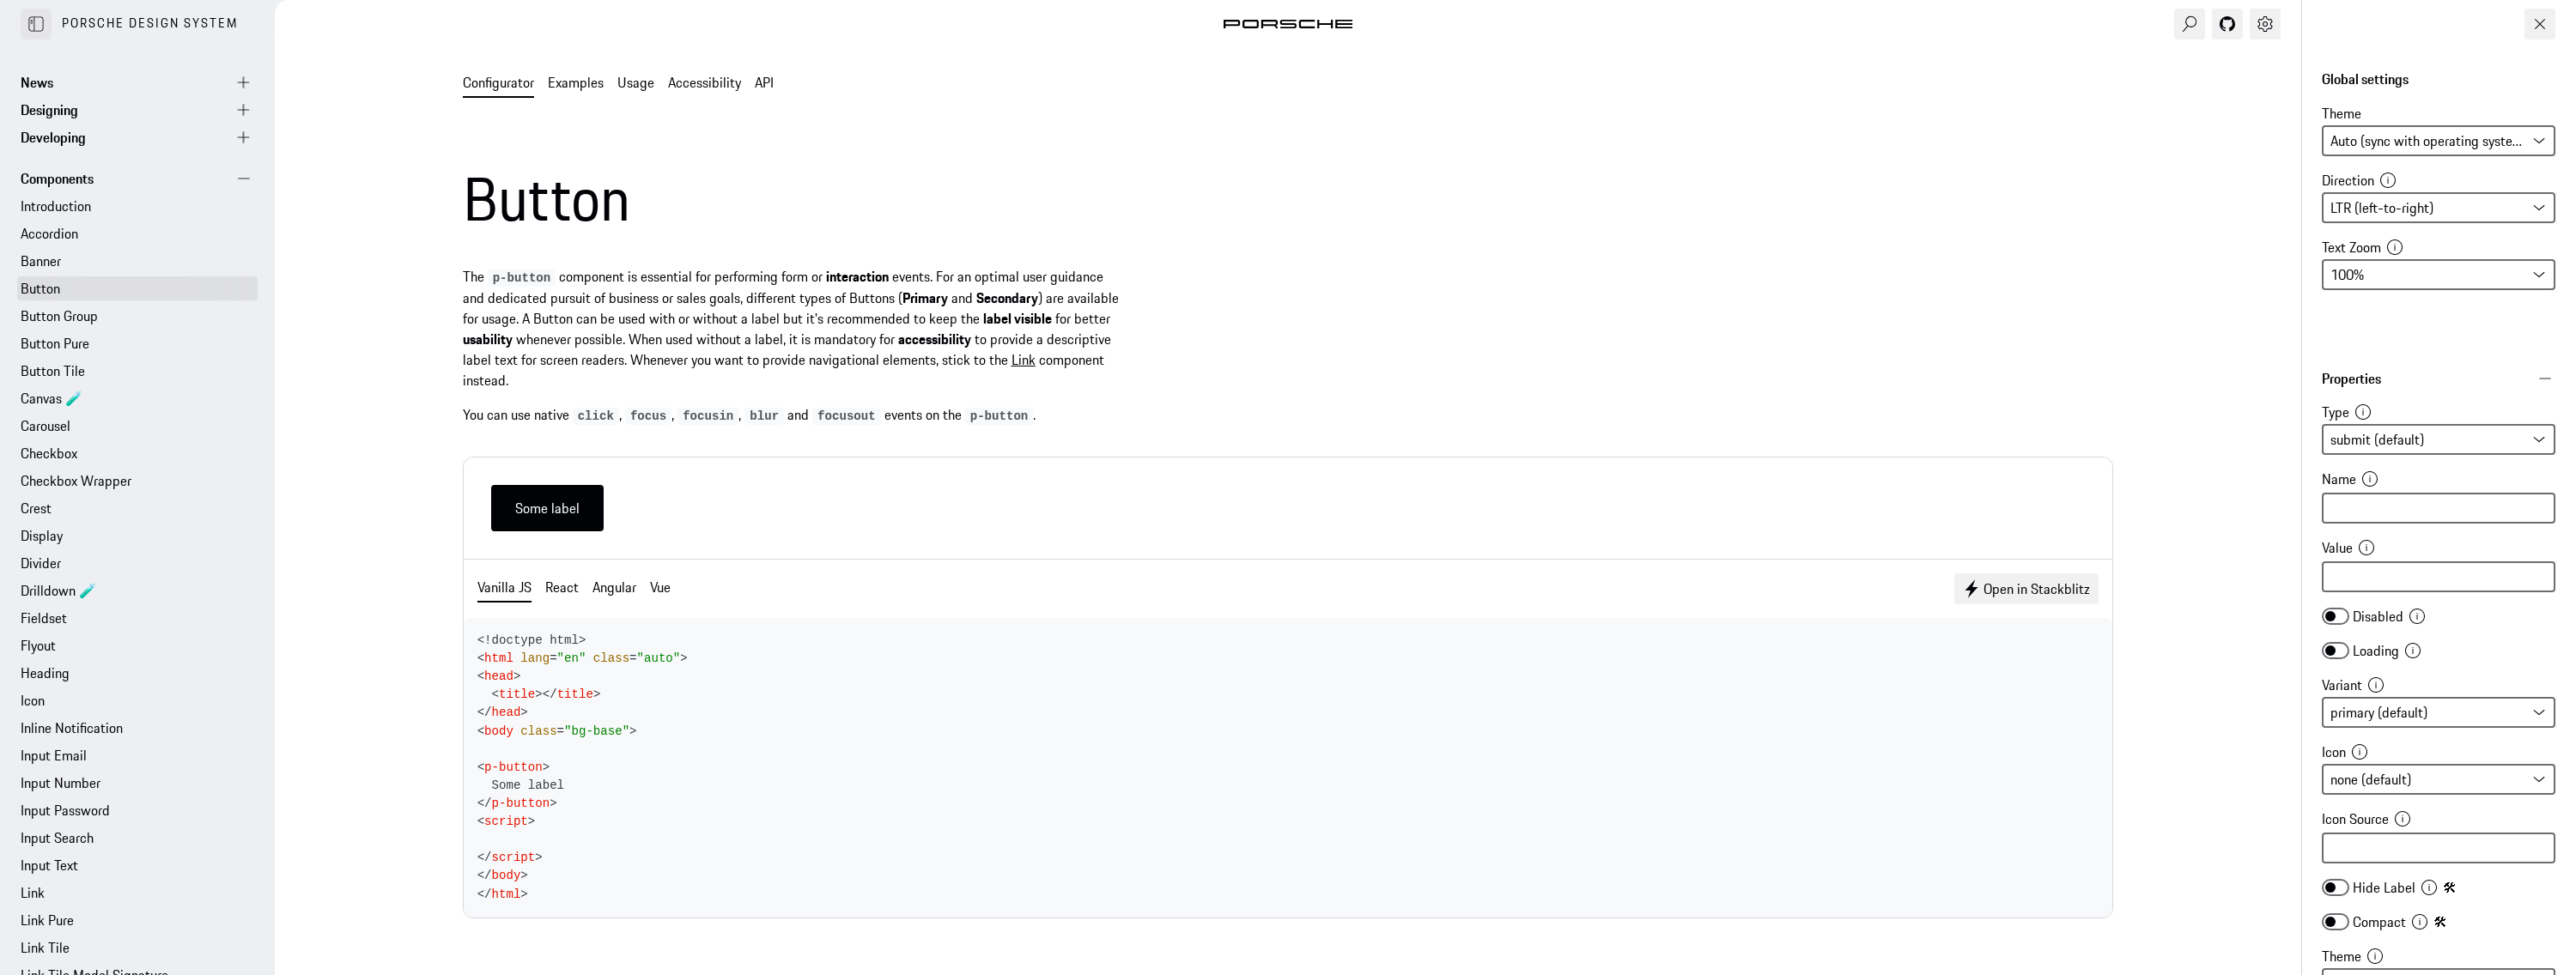 PORSCHE DESIGN SYSTEM
News
Designing
Developing
Components
Introduction
Accordion
Banner
Button
Button Group
Button Pure
Button Tile
Canvas 🧪
Carousel
Checkbox
Checkbox Wrapper
Crest
Display
Divider
Drilldown 🧪
Fieldset
Flyout
Heading
Icon
Inline Notification
Input Email
Input Number
Input Password
Input Search
Input Text
Link
Link Pure
Link Tile
Link Tile Model Signature
PORSCHE
Configurator Examples Usage Accessibility API
Button
The p-button component is essential for performing form or interaction events. For an optimal user guidance
and dedicated pursuit of business or sales goals, different types of Buttons (Primary and Secondary) are available
for usage. A Button can be used with or without a label but it's recommended to keep the label visible for better
usability whenever possible. When used without a label, it is mandatory for accessibility to provide a descriptive
label text for screen readers. Whenever you want to provide navigational elements, stick to the Link component
instead.
You can use native click, focus, focusin, blur and focusout events on the p-button.
Some label
Vanilla JS React Angular Vue
Open in Stackblitz
<!doctype html>
<html lang="en" class="auto">
<head>
  <title></title>
</head>
<body class="bg-base">
<p-button>
  Some label
</p-button>
<script>
</script>
</body>
</html>
Global settings
Theme
Auto (sync with operating syste...
Direction
LTR (left-to-right)
Text Zoom
100%
Properties
Type
submit (default)
Name
Value
Disabled
Loading
Variant
primary (default)
Icon
none (default)
Icon Source
Hide Label 🛠
Compact 🛠
Theme